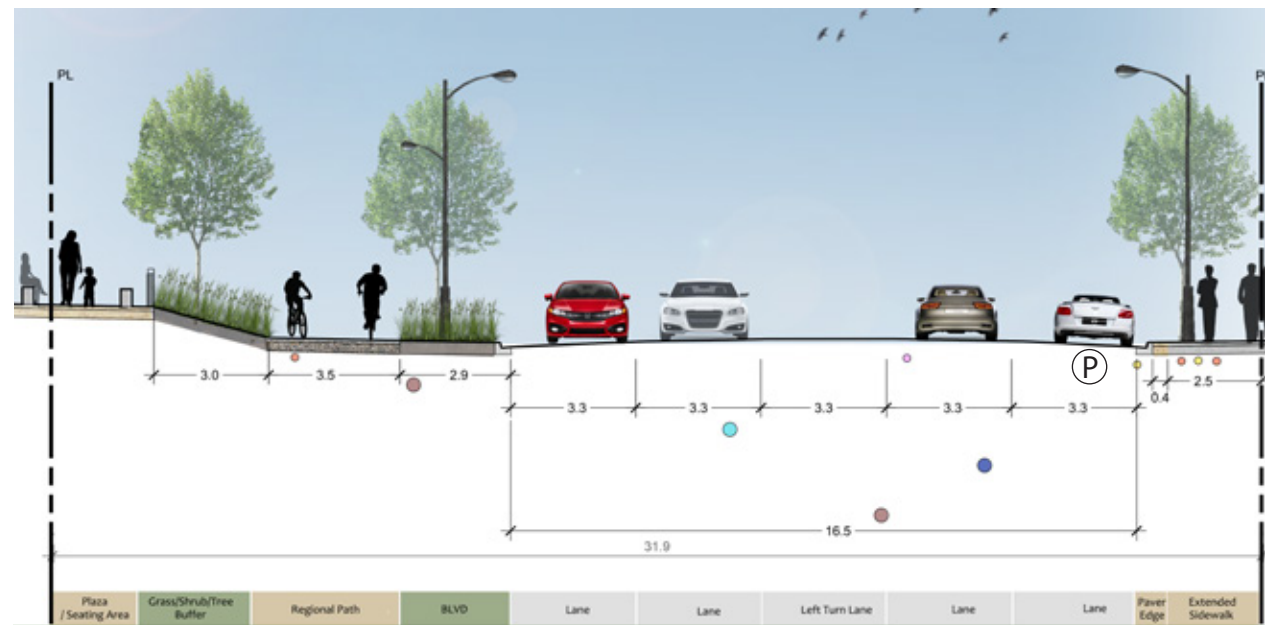 PL
P
3.0
3.5
2.9
P
2.5
0.4
3.3
3.3
3.3
3.3
3.3
16.5
31.9
Plaza
/ Seating Area
Grass/Shrub/Tree
Buffer
Regional Path
BLVD
Lane
Lane
Left Turn Lane
Lane
Lane
Paver
Edge
Extended
Sidewalk